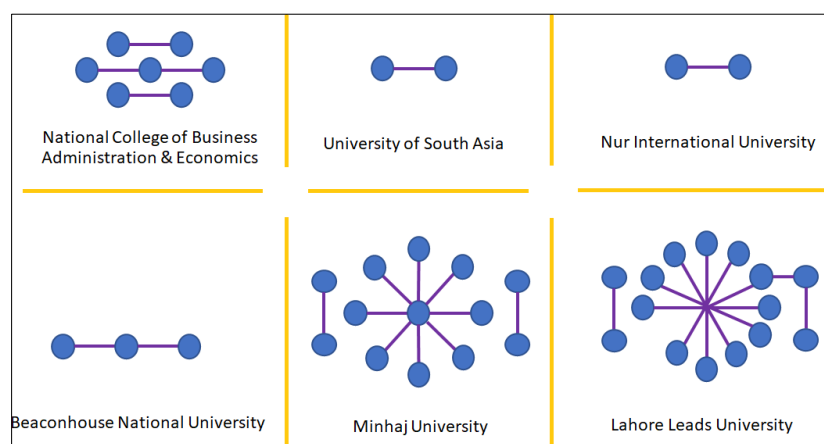 National College of Business
Administration & Economics
University of South Asia
Nur International University
Beaconhouse National University
Minhaj University
Lahore Leads University